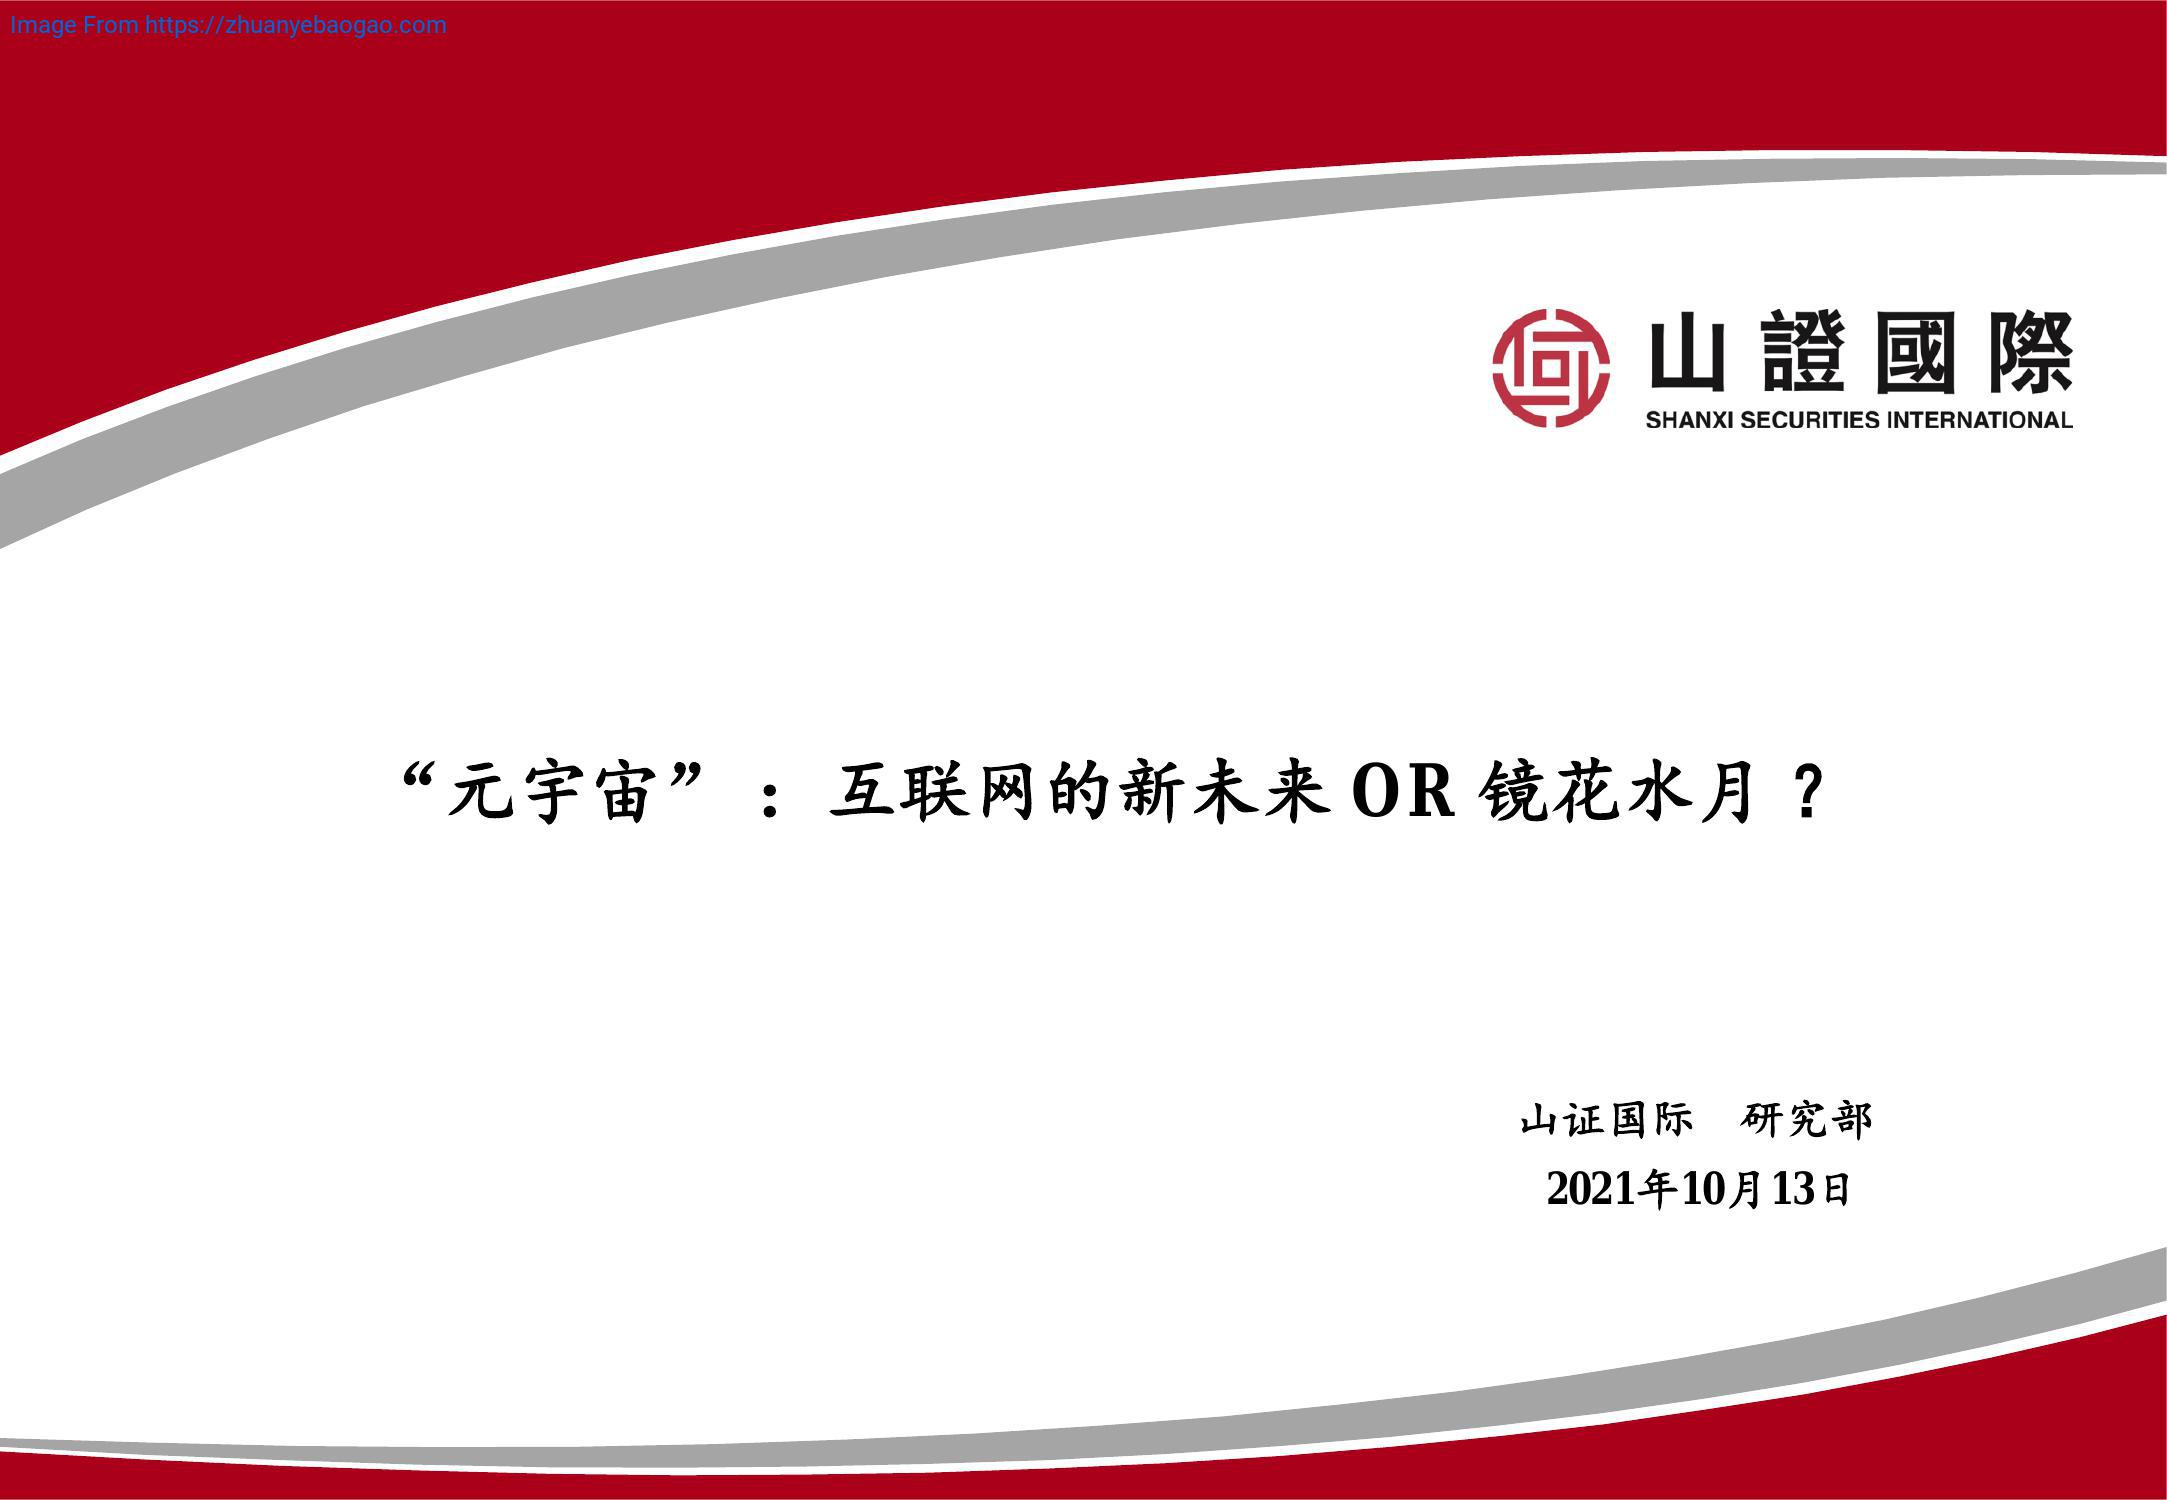 Image From https://zhuanyebaogao.com
山證國際
SHANXI SECURITIES INTERNATIONAL
“元宇宙”：互联网的新未来 OR 镜花水月？
山证国际　研究部
2021年10月13日